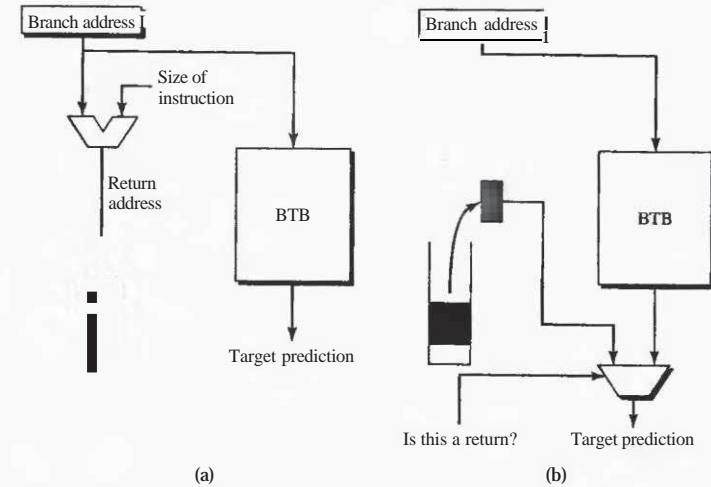 Branch address
Size of
instruction
Return
address
BTB
Target prediction
(a)
Branch address
BTB
Is this a return?
Target prediction
(b)